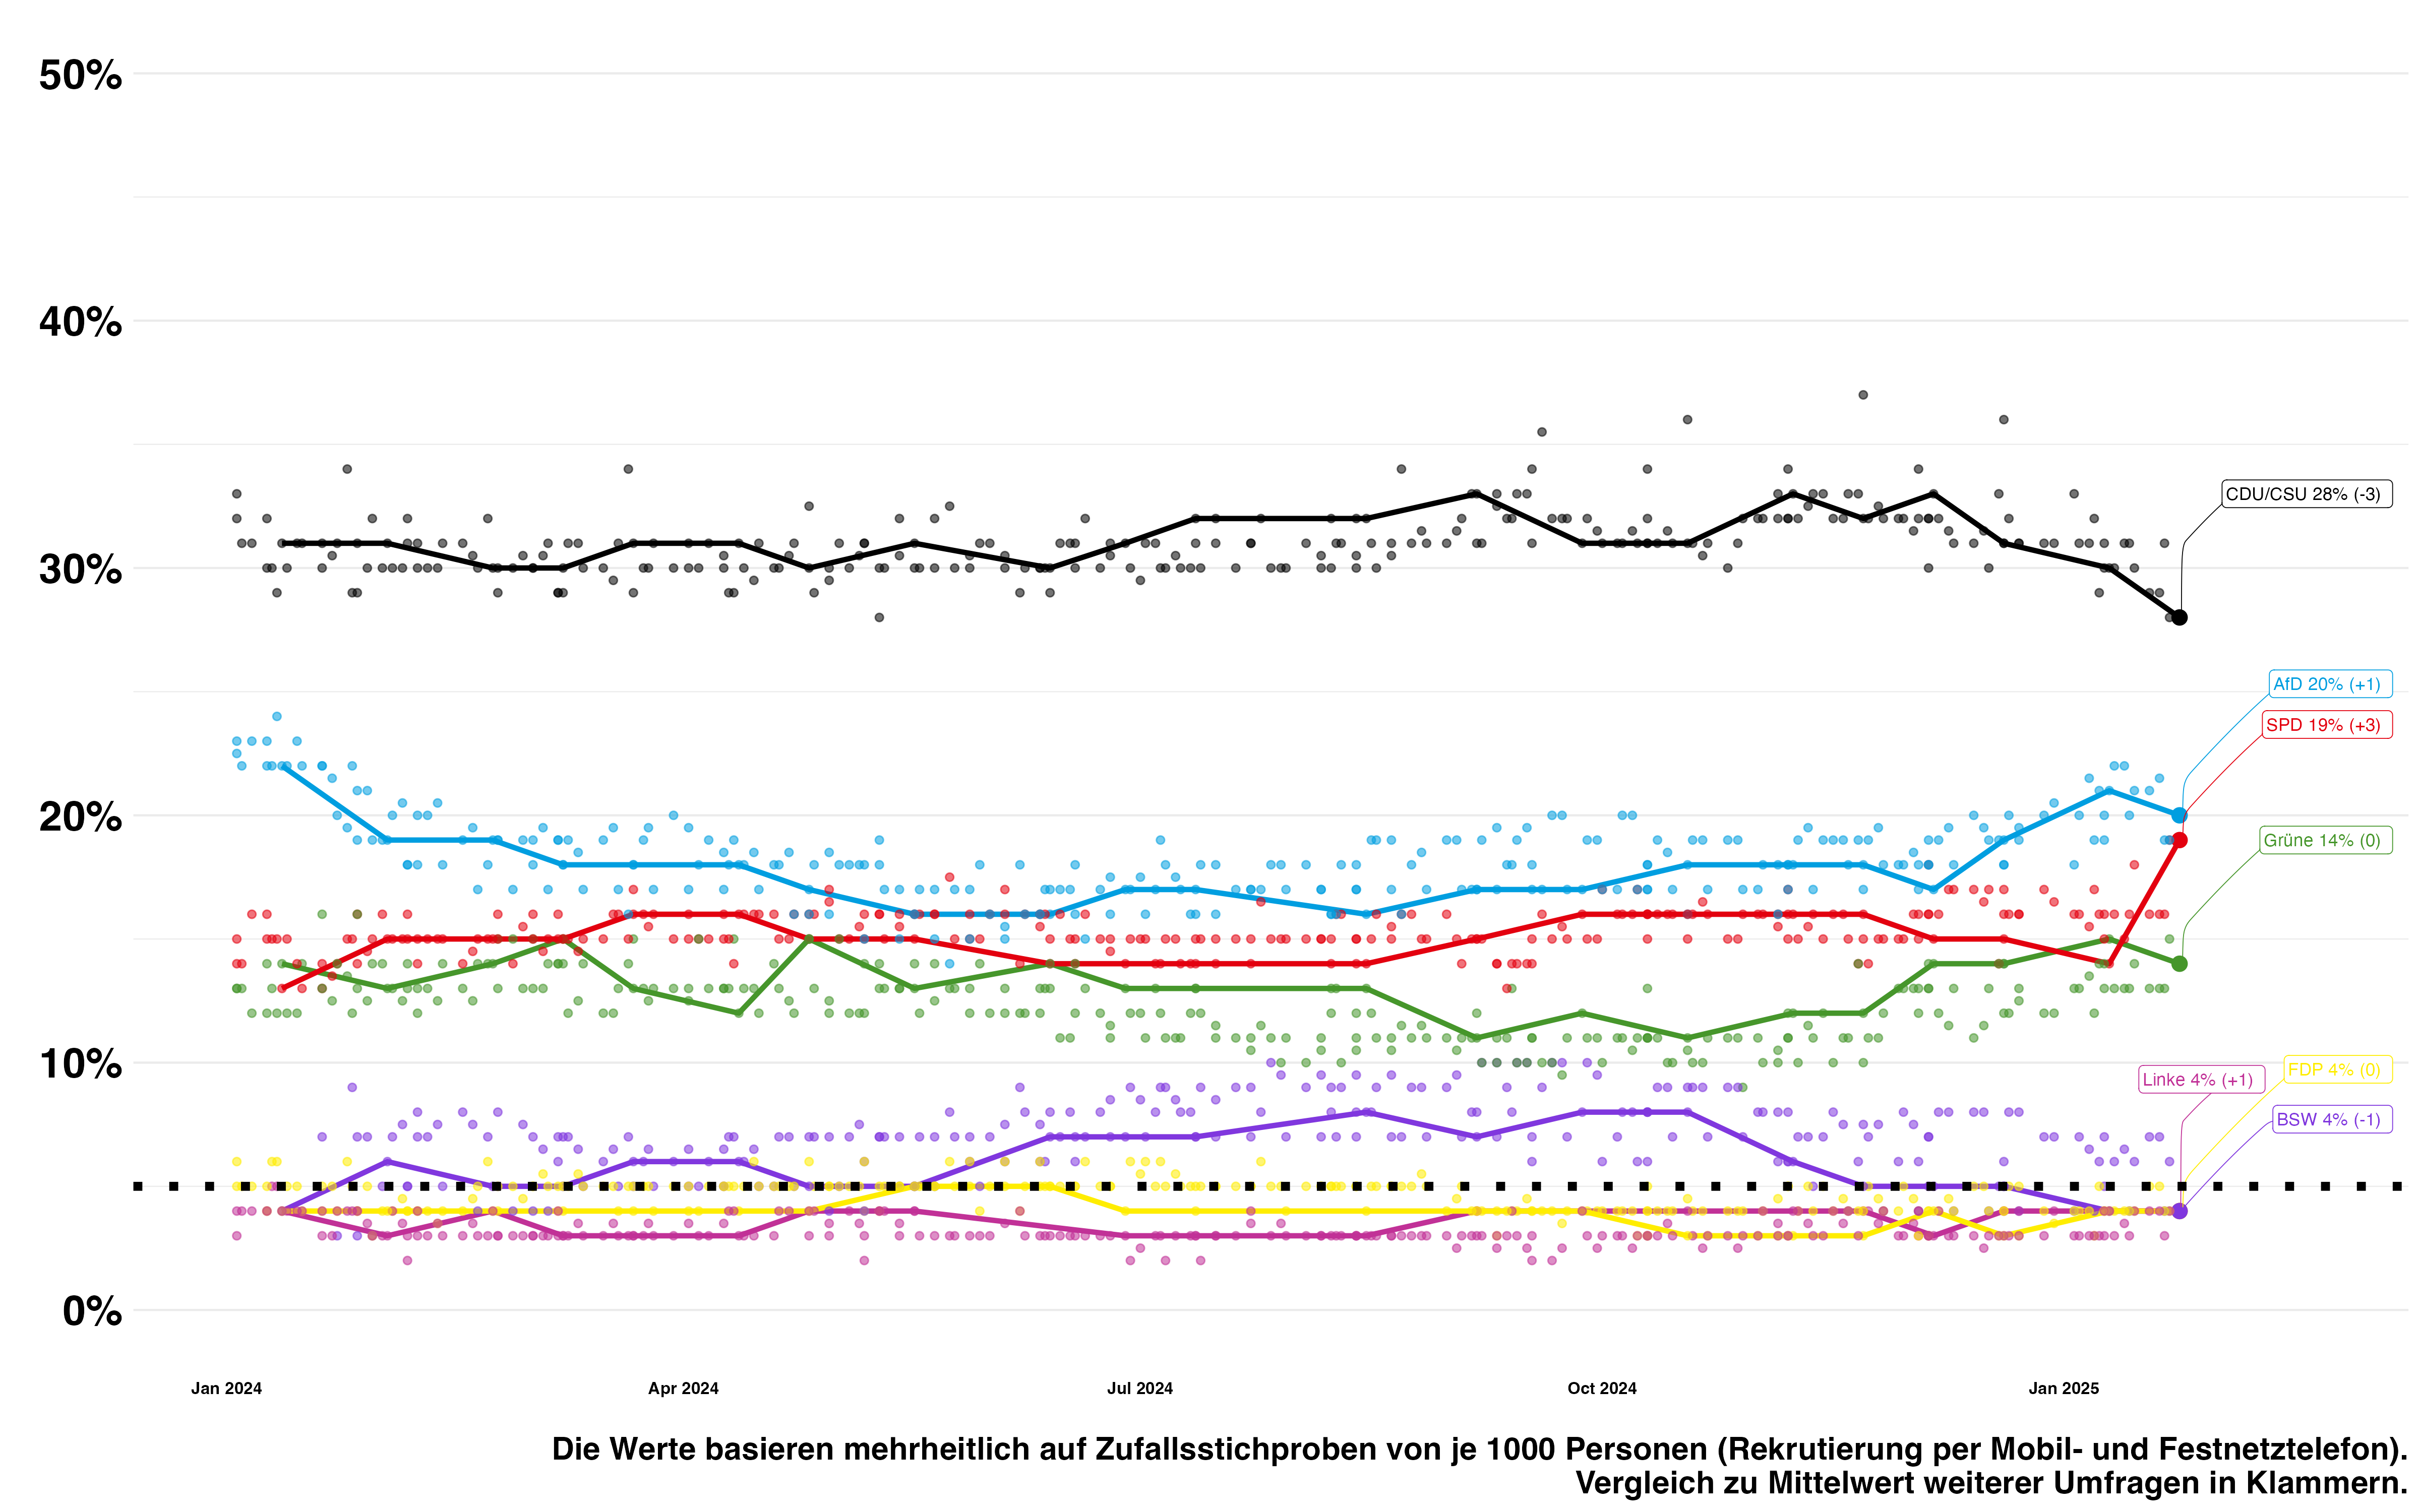 50%
40%
30%
20%
10%
0%
CDU/CSU 28% (-3)
AfD 20% (+1)
SPD 19% (+3)
Grüne 14% (0)
FDP 4% (0)
Linke 4% (+1)
BSW 4% (-1)
Jan 2024
Apr 2024
Jul 2024
Oct 2024
Jan 2025
Die Werte basieren mehrheitlich auf Zufallsstichproben von je 1000 Personen (Rekrutierung per Mobil- und Festnetztelefon).
Vergleich zu Mittelwert weiterer Umfragen in Klammern.